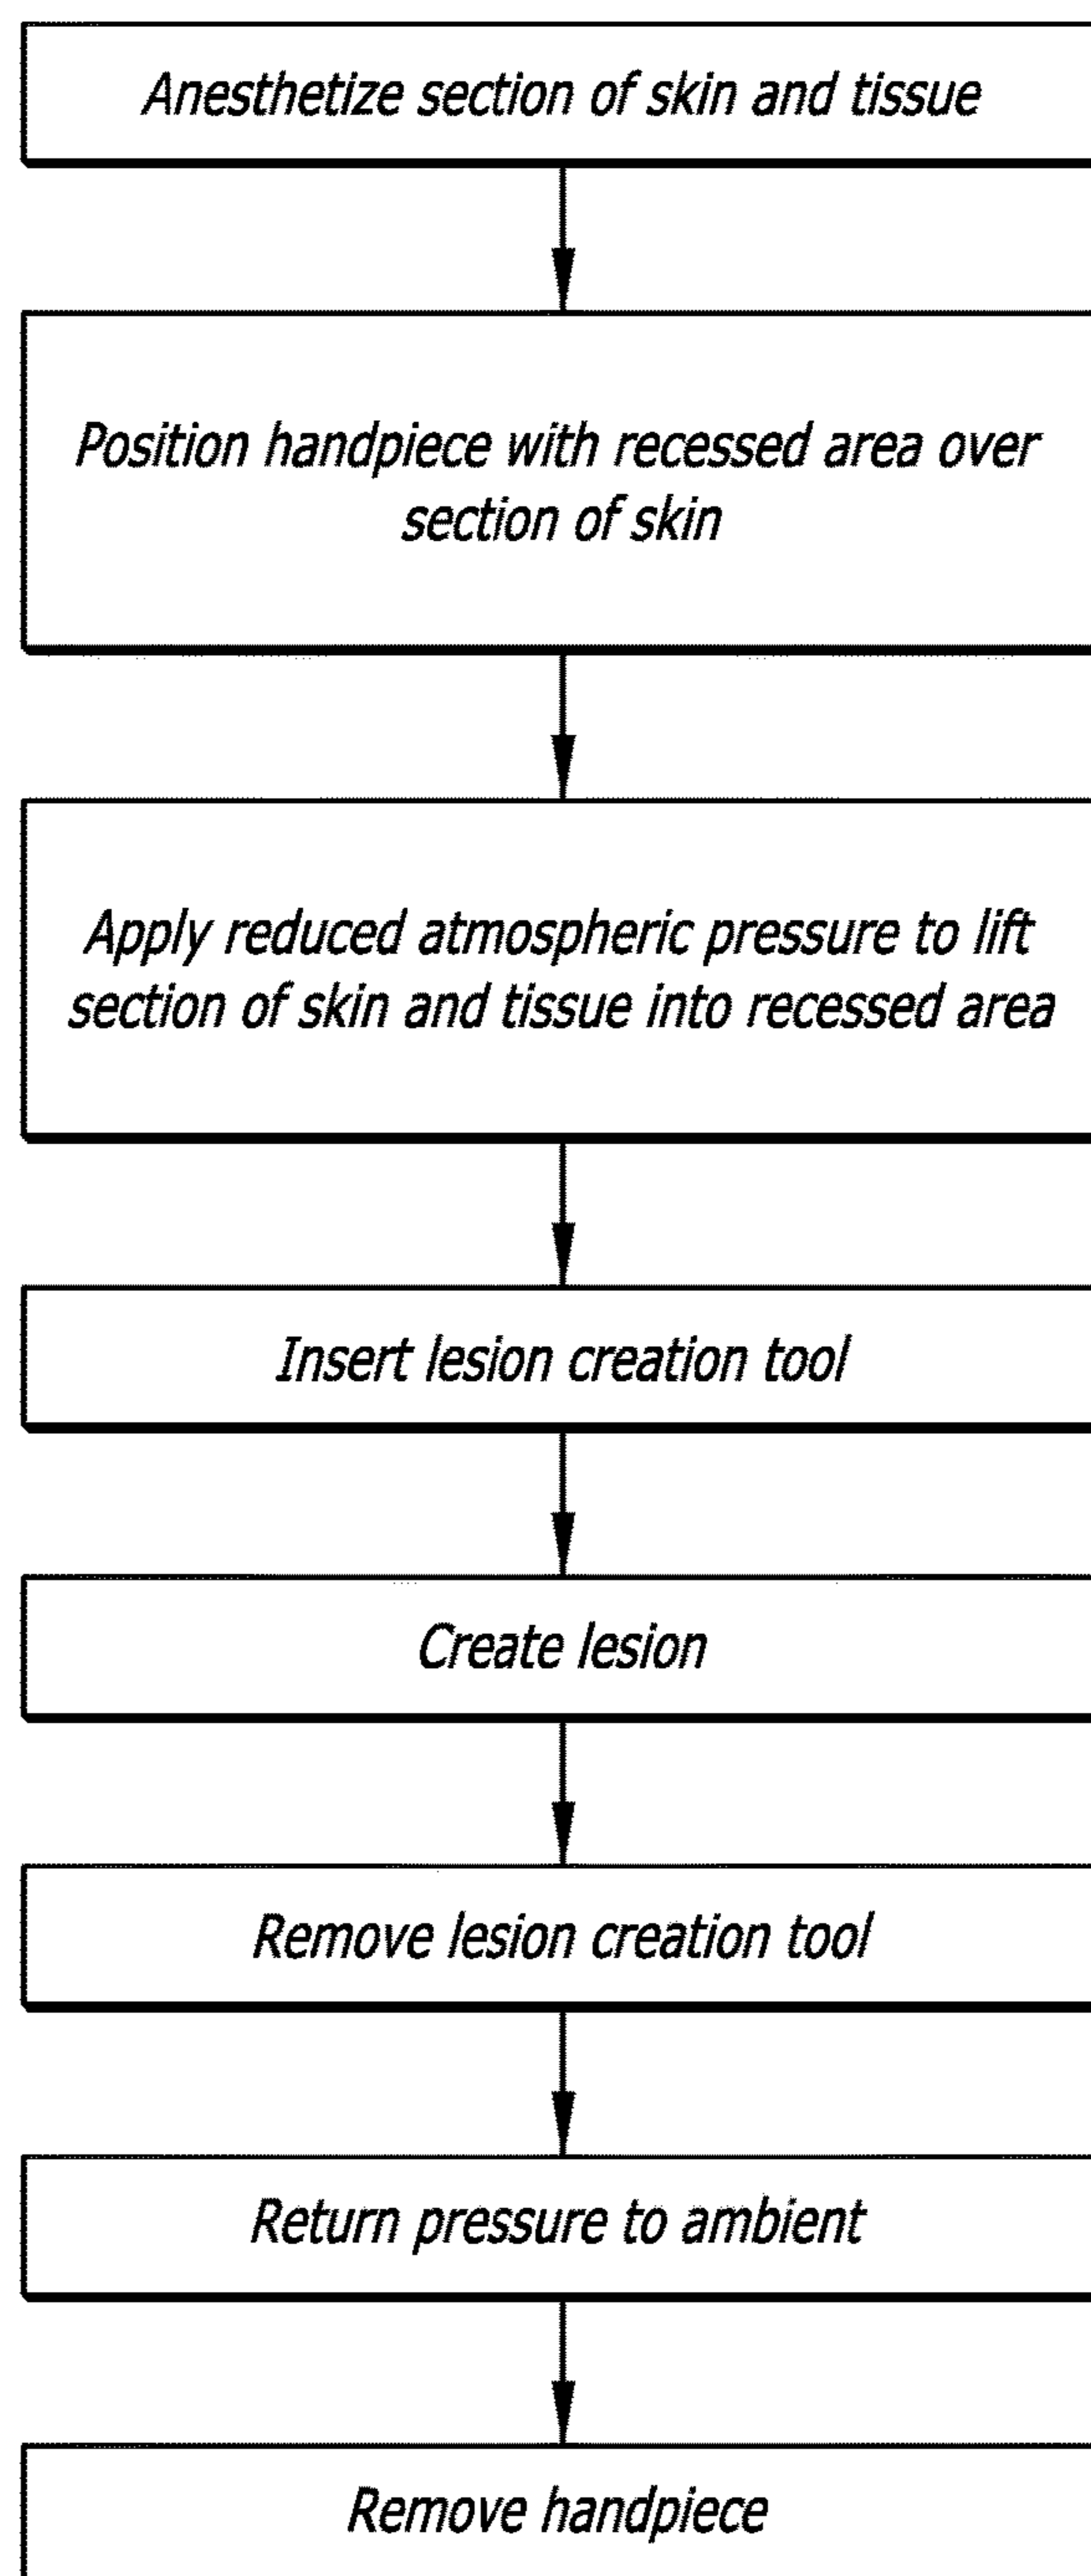 Anesthetize section of skin and tissue
Position handpiece with recessed area over
section of skin
Apply reduced atmospheric pressure to lift
section of skin and tissue into recessed area
Insert lesion creation tool
Create lesion
Remove lesion creation tool
Return pressure to ambient
Remove handpiece